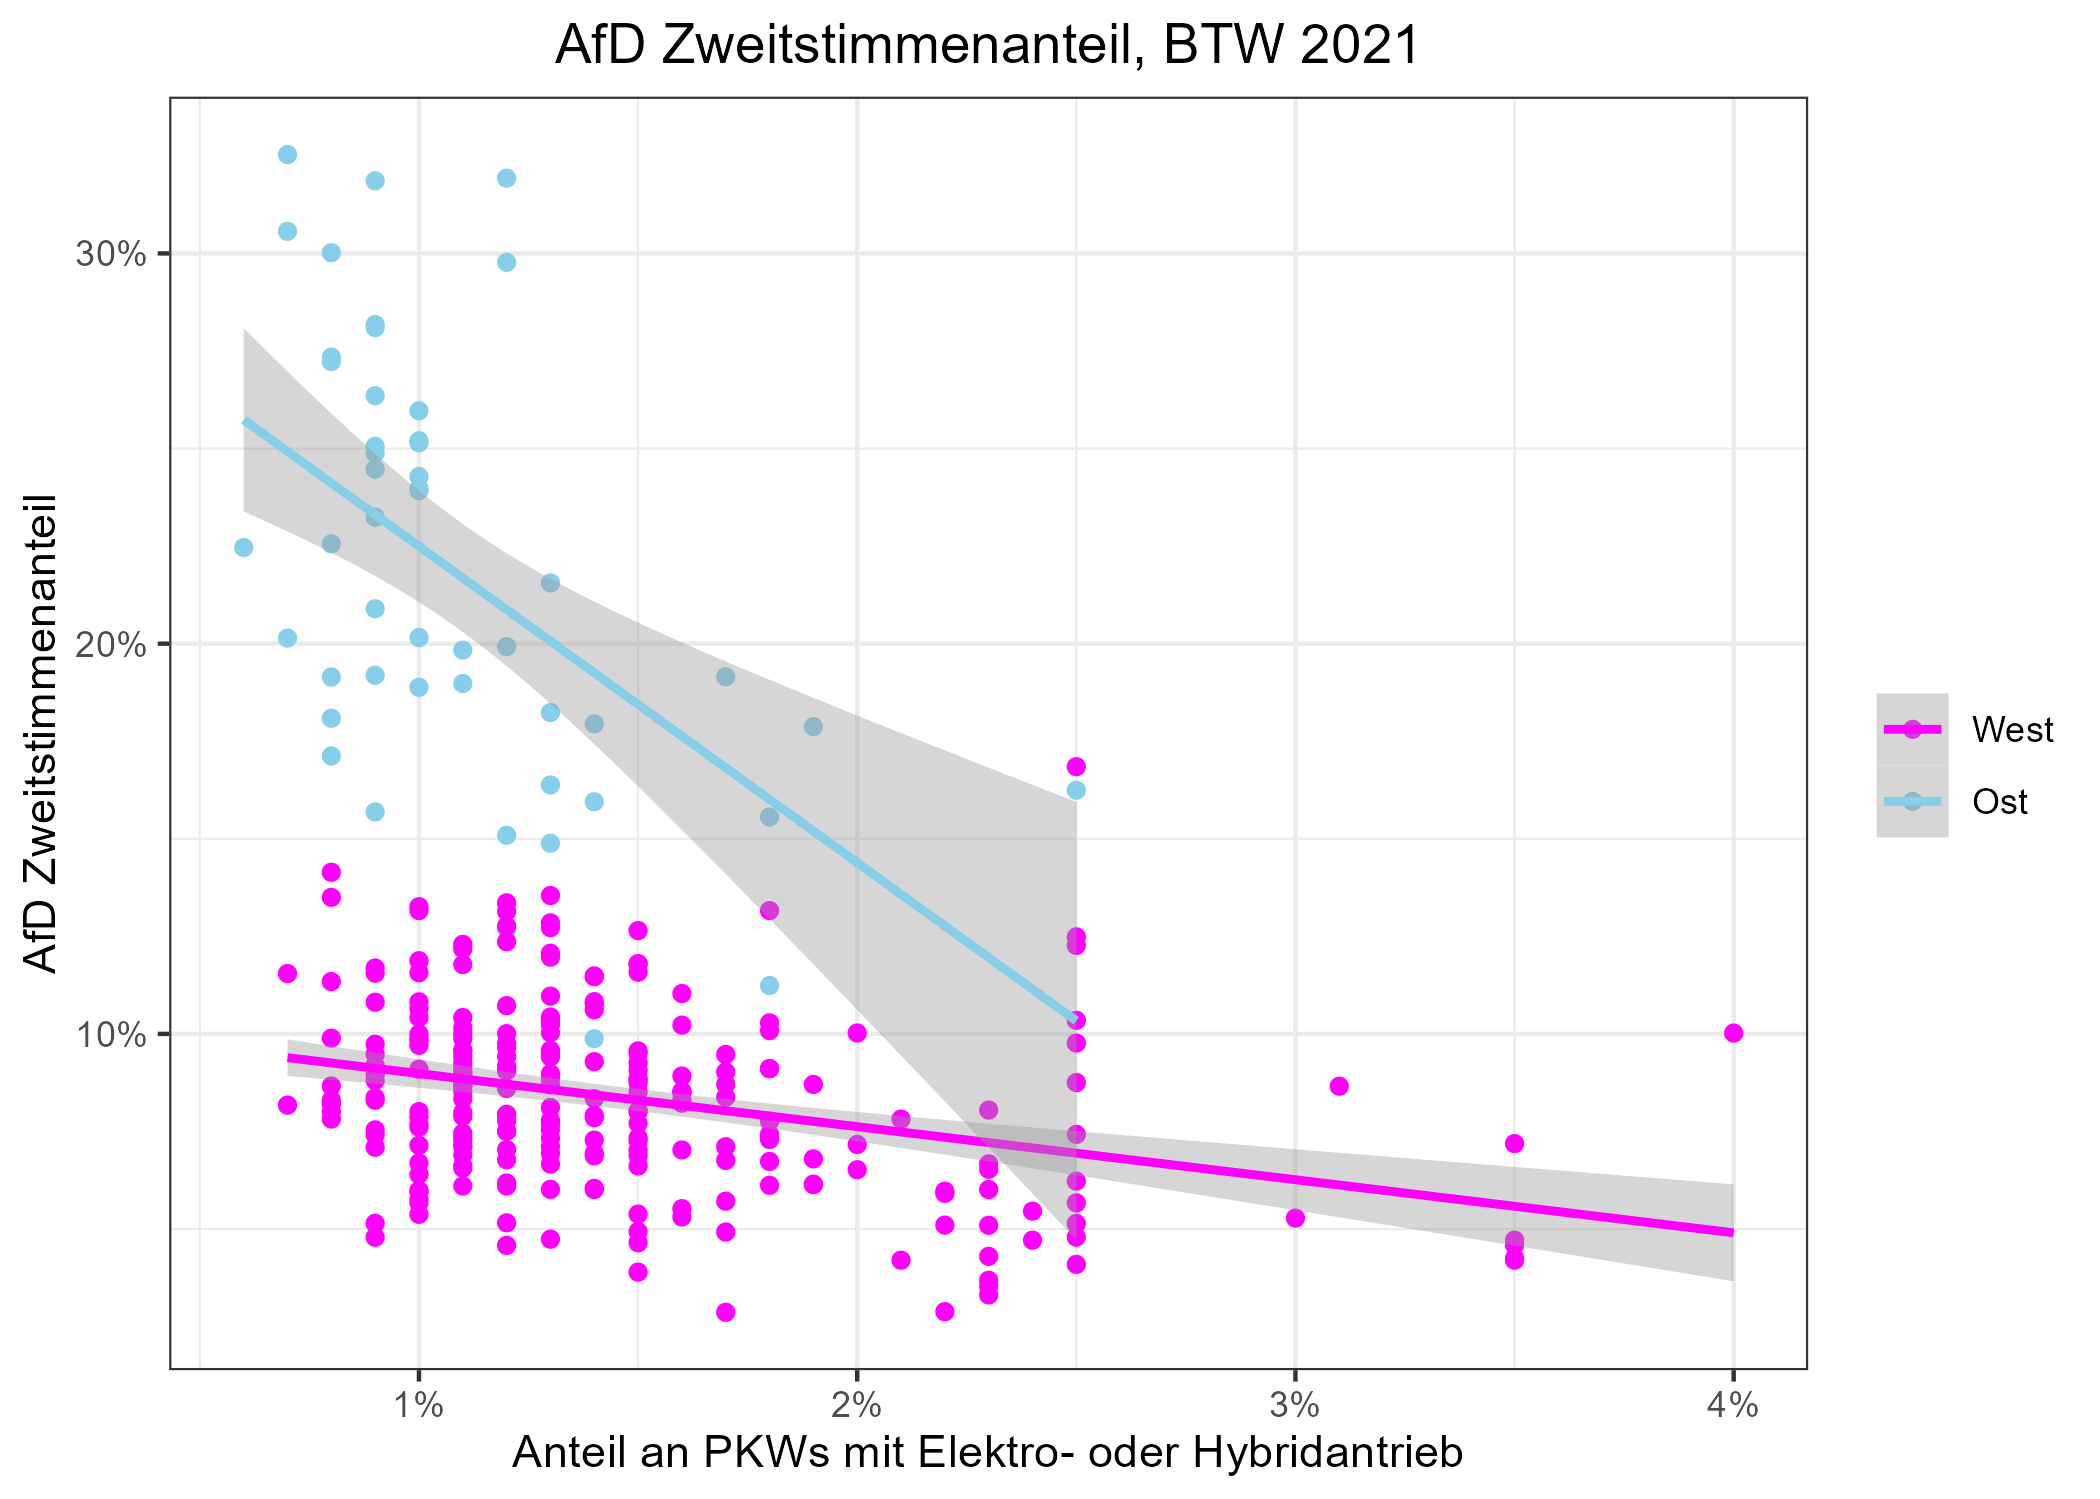 AfD Zweitstimmenanteil, BTW 2021
AfD Zweitstimmenanteil
30%
20%
10%
1%
2%
3%
4%
Anteil an PKWs mit Elektro- oder Hybridantrieb
West
Ost